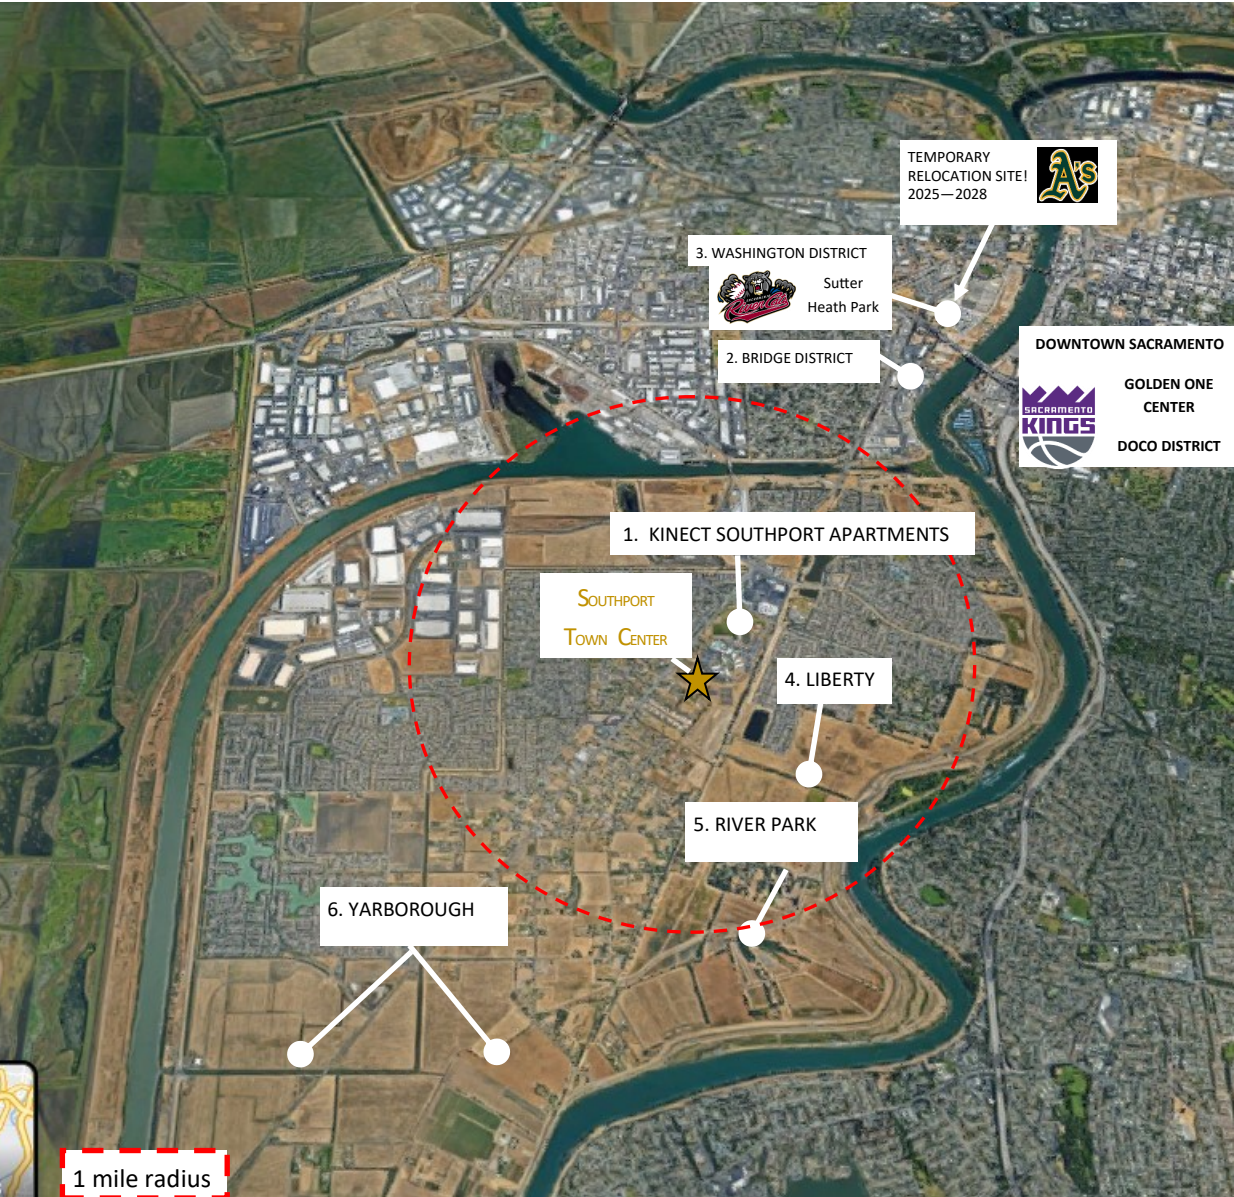 TEMPORARY
RELOCATION SITE!
2025—2028
A's
3. WASHINGTON DISTRICT
RiverCats
Sutter
Heath Park
2. BRIDGE DISTRICT
DOWNTOWN SACRAMENTO
SACRAMENTO
KINGS
GOLDEN ONE
CENTER
DOCO DISTRICT
1. KINECT SOUTHPORT APARTMENTS
SOUTHPORT
TOWN CENTER
4. LIBERTY
5. RIVER PARK
6. YARBOROUGH
1 mile radius